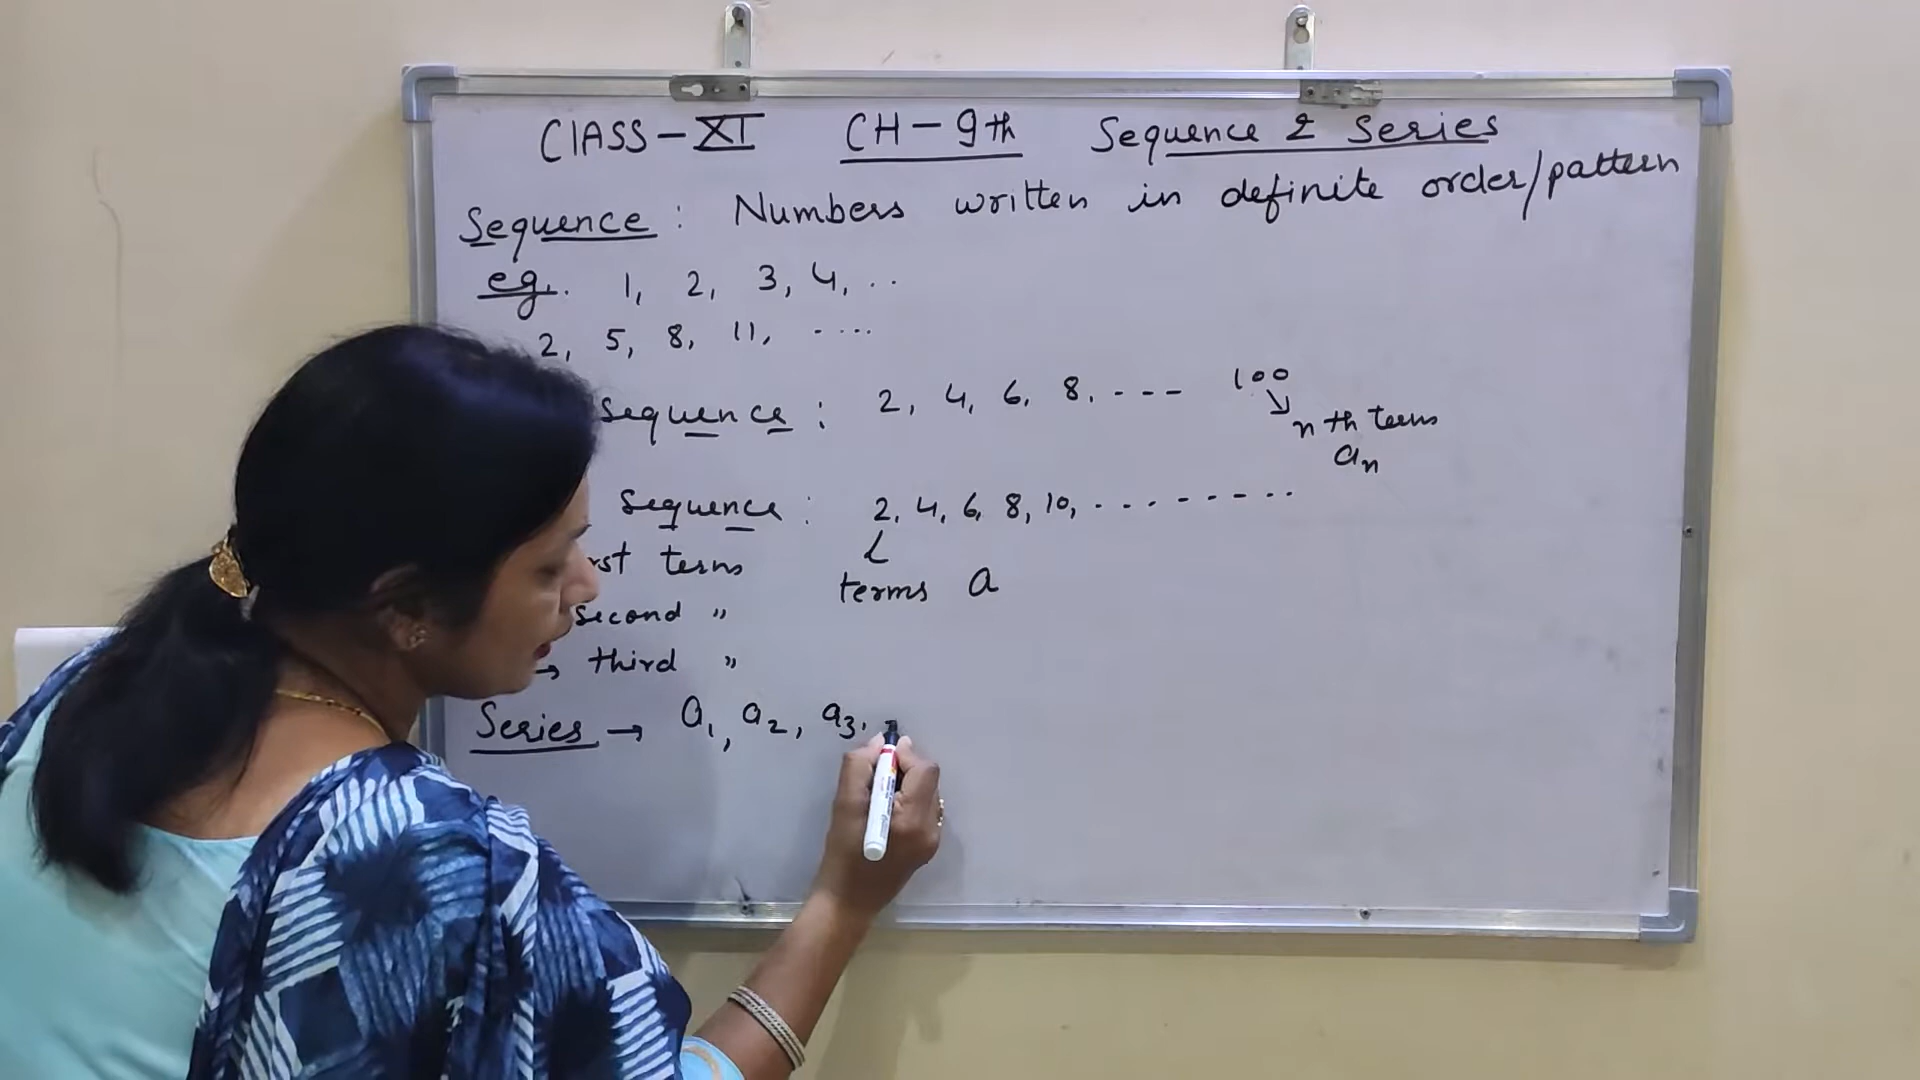 CLASS-XI CH-9th Sequence & Series
Sequence : Numbers written in definite order/pattern
eg. 1, 2, 3, 4, ..
2, 5, 8, 11, ....
sequence : 2, 4, 6, 8, --- 100
nth term
an
sequence : 2, 4, 6, 8, 10, .........
rst term
terms a
second "
→ third "
Series → a1, a2, a3,